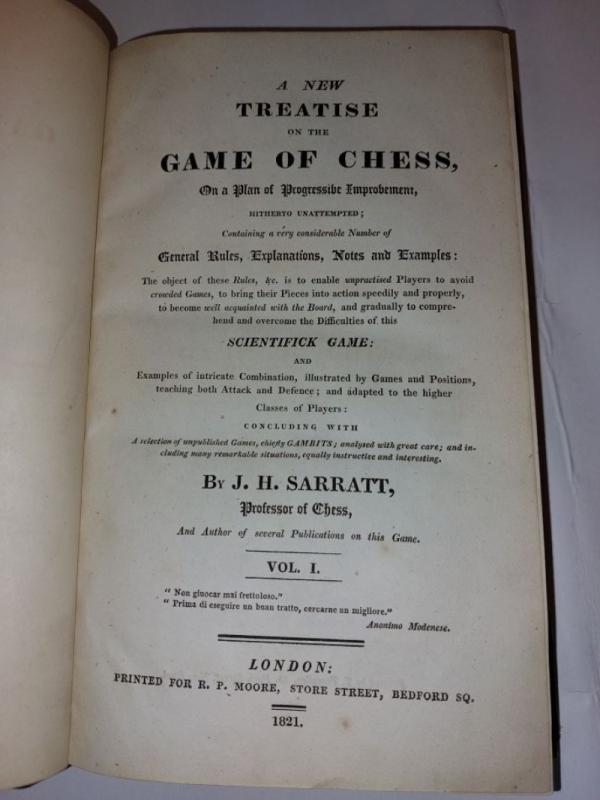 A NEW
TREATISE
ON THE
GAME OF CHESS,
On a Plan of Progressive Improvement,
HITHERTO UNATTEMPTED;
Containing a very considerable Number of
General Rules, Explanations, Notes and Examples:
The object of these Rules, &c. is to enable unpractised Players to avoid
crowded Games, to bring their Pieces into action speedily and properly,
to become well acquainted with the Board, and gradually to compre-
hend and overcome the Difficulties of this
SCIENTIFICK GAME:
AND
Examples of intricate Combination, illustrated by Games and Positions,
teaching both Attack and Defence; and adapted to the higher
Classes of Players:
CONCLUDING WITH
A selection of unpublished Games, chiefly GAMBITS; analysed with great care; and in-
cluding many remarkable situations, equally instructive and interesting.
BY J. H. SARRATT,
Professor of Chess,
And Author of several Publications on this Game.
VOL. I.
" Non giuocar mai frettoloso."
" Prima di eseguire un buan tratto, cercarne un migliore."
Anonimo Modenese.
LONDON:
PRINTED FOR R. P. MOORE, STORE STREET, BEDFORD SQ.
1821.